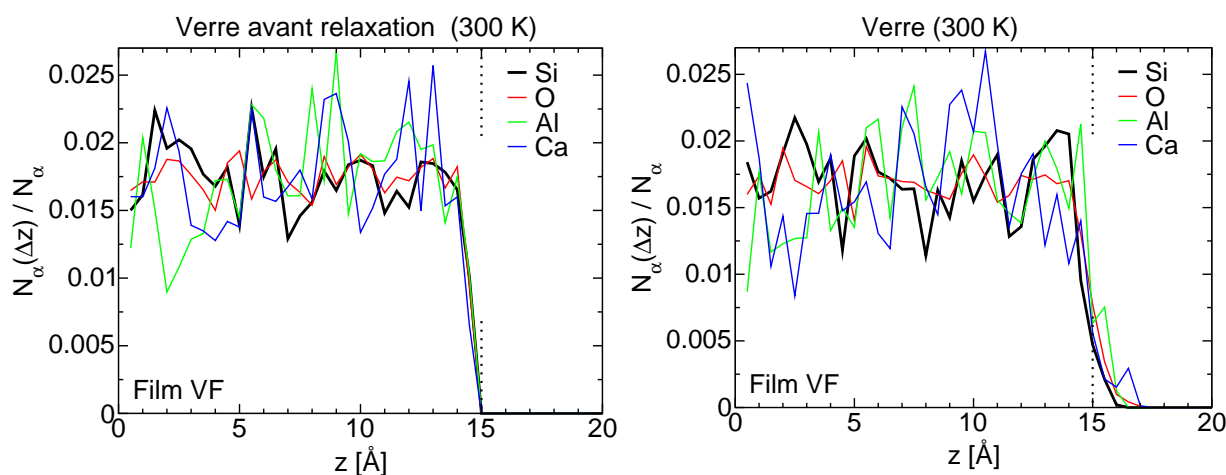 Verre avant relaxation (300 K)
N_α(Δz) / N_α
0.025
0.02
0.015
0.01
0.005
0
Si
O
Al
Ca
Film VF
0 5 10 15 20
z [Å]
Verre (300 K)
N_α(Δz) / N_α
0.025
0.02
0.015
0.01
0.005
0
Si
O
Al
Ca
Film VF
0 5 10 15 20
z [Å]